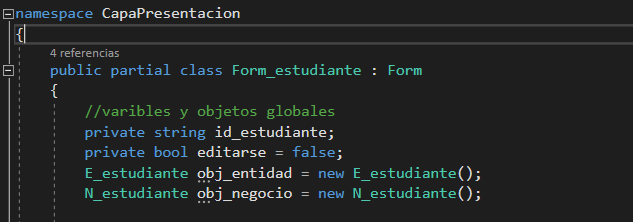 namespace CapaPresentacion
{
4 referencias
public partial class Form_estudiante : Form
{
//varibles y objetos globales
private string id_estudiante;
private bool editarse = false;
E_estudiante obj_entidad = new E_estudiante();
N_estudiante obj_negocio = new N_estudiante();